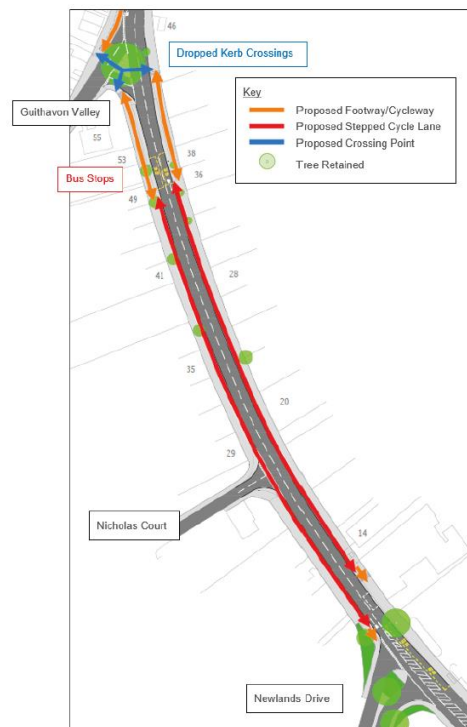 46
Dropped Kerb Crossings
Key
Proposed Footway/Cycleway
Proposed Stepped Cycle Lane
Proposed Crossing Point
Tree Retained
Guithavon Valley
55
53
38
Bus Stops
36
49
41
28
35
20
29
Nicholas Court
14
Newlands Drive